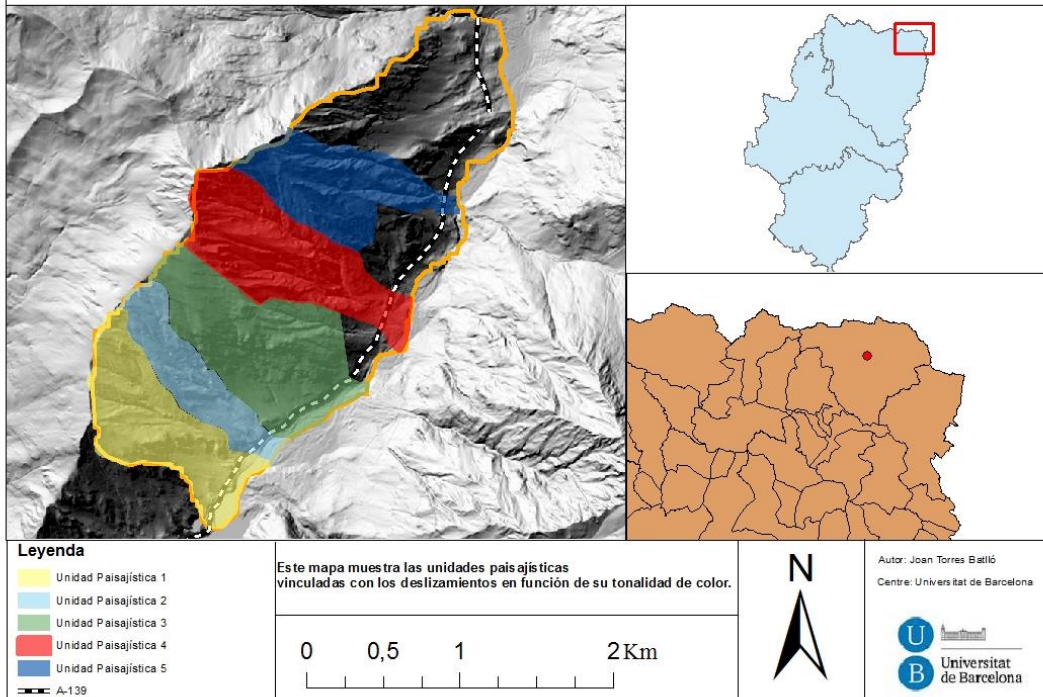 Leyenda
Unidad Paisajística 1
Unidad Paisajística 2
Unidad Paisajística 3
Unidad Paisajística 4
Unidad Paisajística 5
A-139
Este mapa muestra las unidades paisajisticas
vinculadas con los deslizamientos en función de su tonalidad de color.
0 0,5 1 2 Km
N
Autor: Joan Torres Batlló
Centre: Universitat de Barcelona
U
B
Universitat
de Barcelona